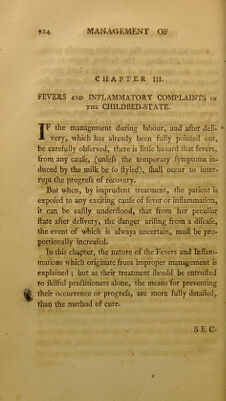 224 MANAGEMENT OF
CHAPTER III.
FEVERS AND INFLAMMATORY COMPLAINTS IN
THE CHILDBED-STATE.
IF the management during labour, and after deli-
very, which has already been fully pointed out,
be carefully obſerved, there is little hazard that fevers,
from any cauſe, (unleſs the temporary ſymptoms in-
duced by the milk be ſo ſtyled), ſhall occur to inter-
rupt the progreſs of recovery.
But when, by imprudent treatment, the patient is
expoſed to any exciting cauſe of fever or inflammation,
it can be eaſily underſtood, that from her peculiar
ſtate after delivery, the danger ariſing from a diſeaſe,
the event of which is always uncertain, muſt be pro-
portionally increaſed.
In this chapter, the nature of the Fevers and Inflam-
mations which originate from improper management is
explained ; but as their treatment ſhould be entruſted
to ſkilful practitioners alone, the means for preventing
their occurrence or progreſs, are more fully detailed,
than the method of cure.
SEC-